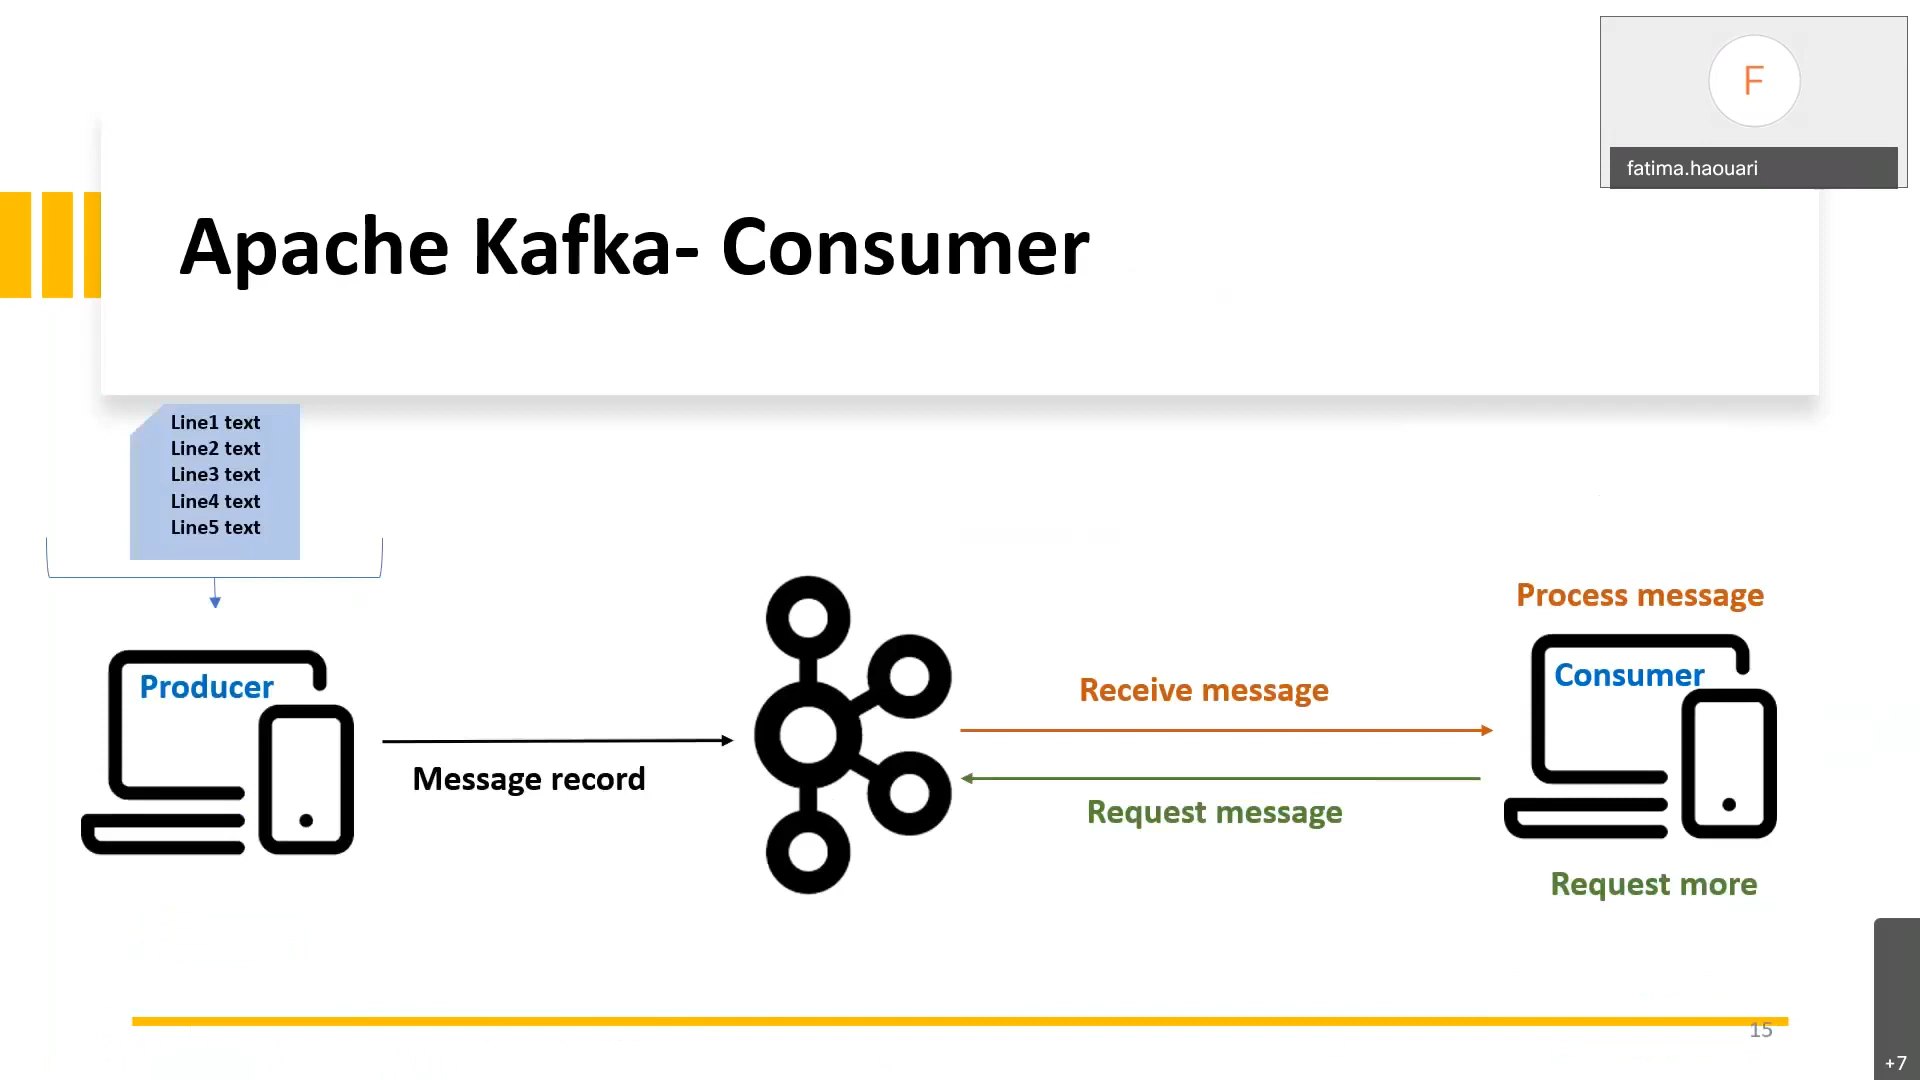 F
fatima.haouari
Apache Kafka- Consumer
Line1 text
Line2 text
Line3 text
Line4 text
Line5 text
Producer
Message record
Receive message
Request message
Process message
Consumer
Request more
15
+7